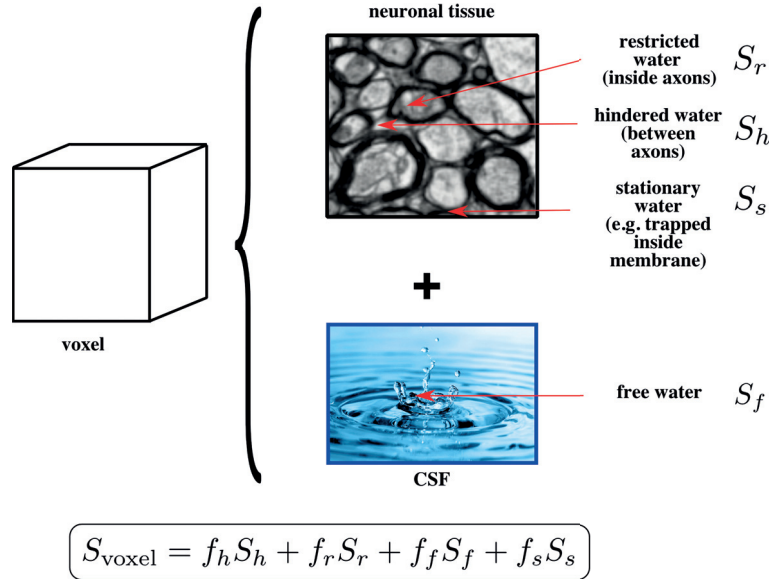 neuronal tissue
restricted
water
(inside axons)
S_r
hindered water
(between
axons)
S_h
stationary
water
(e.g. trapped
inside
membrane)
S_s
+
voxel
free water
S_f
CSF
S_voxel = f_h S_h + f_r S_r + f_f S_f + f_s S_s